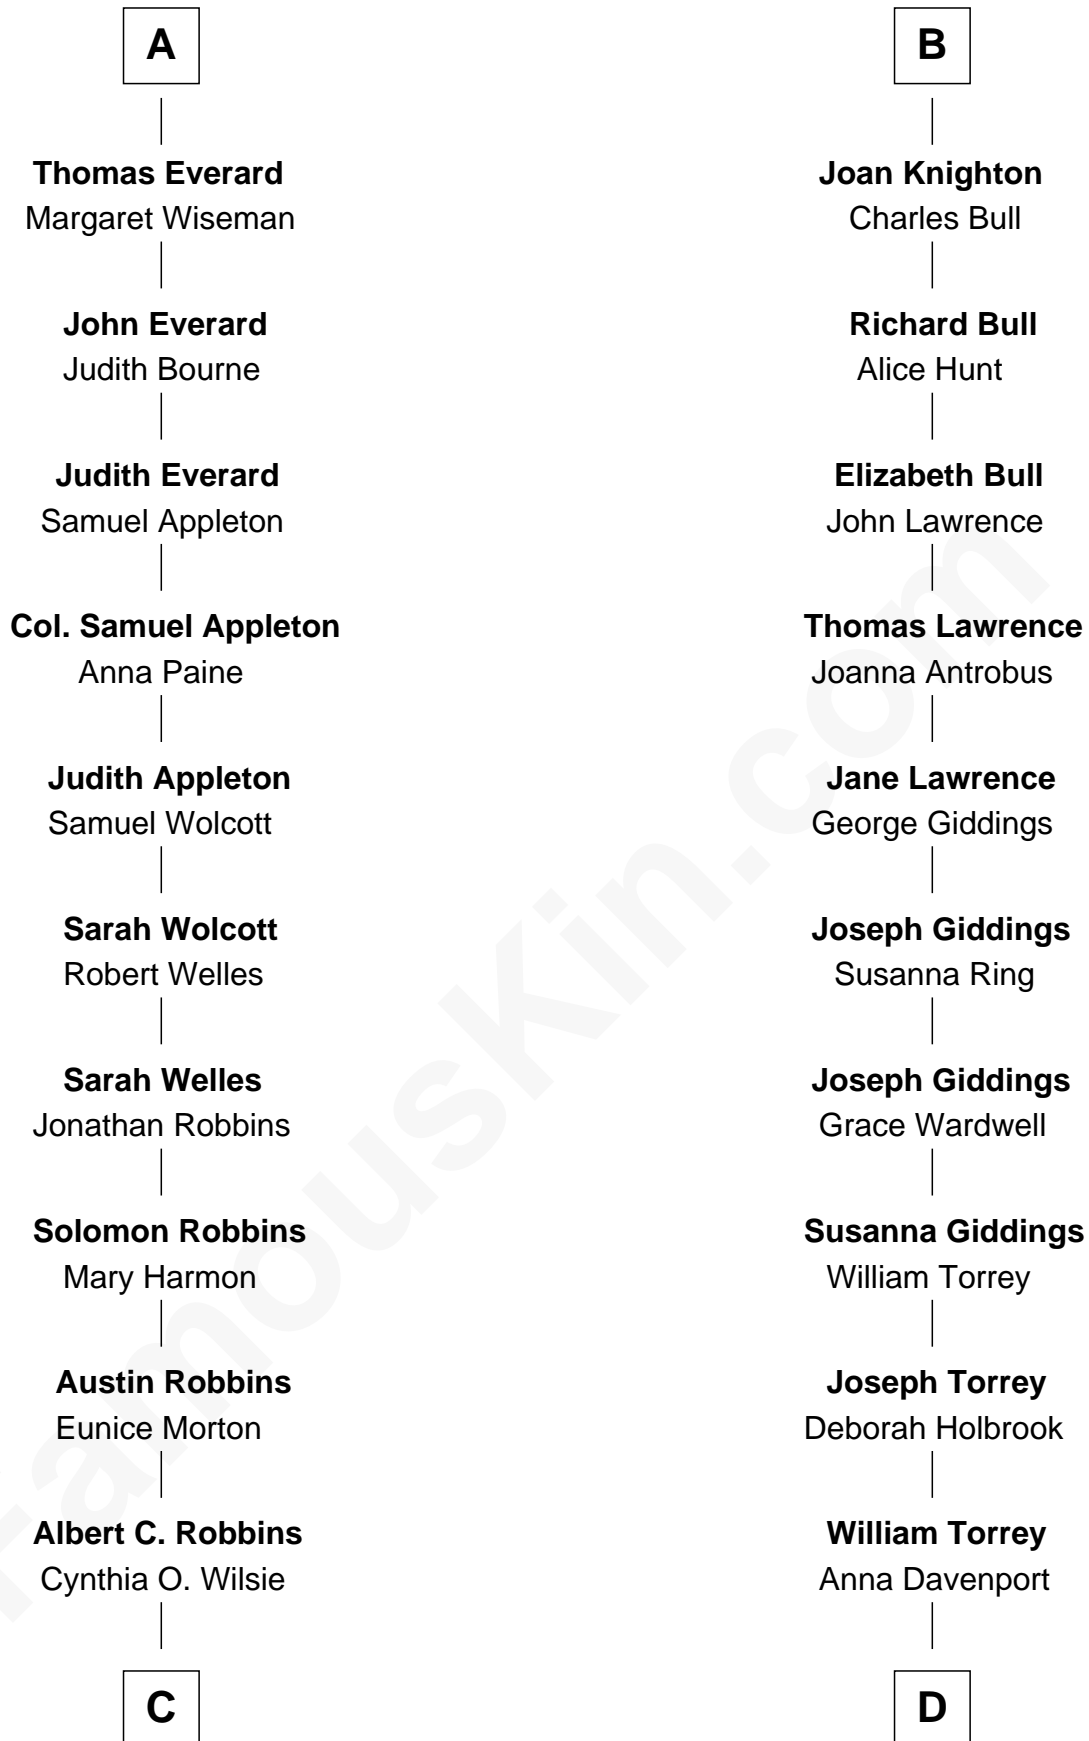 A
Thomas Everard
Margaret Wiseman
John Everard
Judith Bourne
Judith Everard
Samuel Appleton
Col. Samuel Appleton
Anna Paine
Judith Appleton
Samuel Wolcott
Sarah Wolcott
Robert Welles
Sarah Welles
Jonathan Robbins
Solomon Robbins
Mary Harmon
Austin Robbins
Eunice Morton
Albert C. Robbins
Cynthia O. Wilsie
C
B
Joan Knighton
Charles Bull
Richard Bull
Alice Hunt
Elizabeth Bull
John Lawrence
Thomas Lawrence
Joanna Antrobus
Jane Lawrence
George Giddings
Joseph Giddings
Susanna Ring
Joseph Giddings
Grace Wardwell
Susanna Giddings
William Torrey
Joseph Torrey
Deborah Holbrook
William Torrey
Anna Davenport
D
FamousKin.com